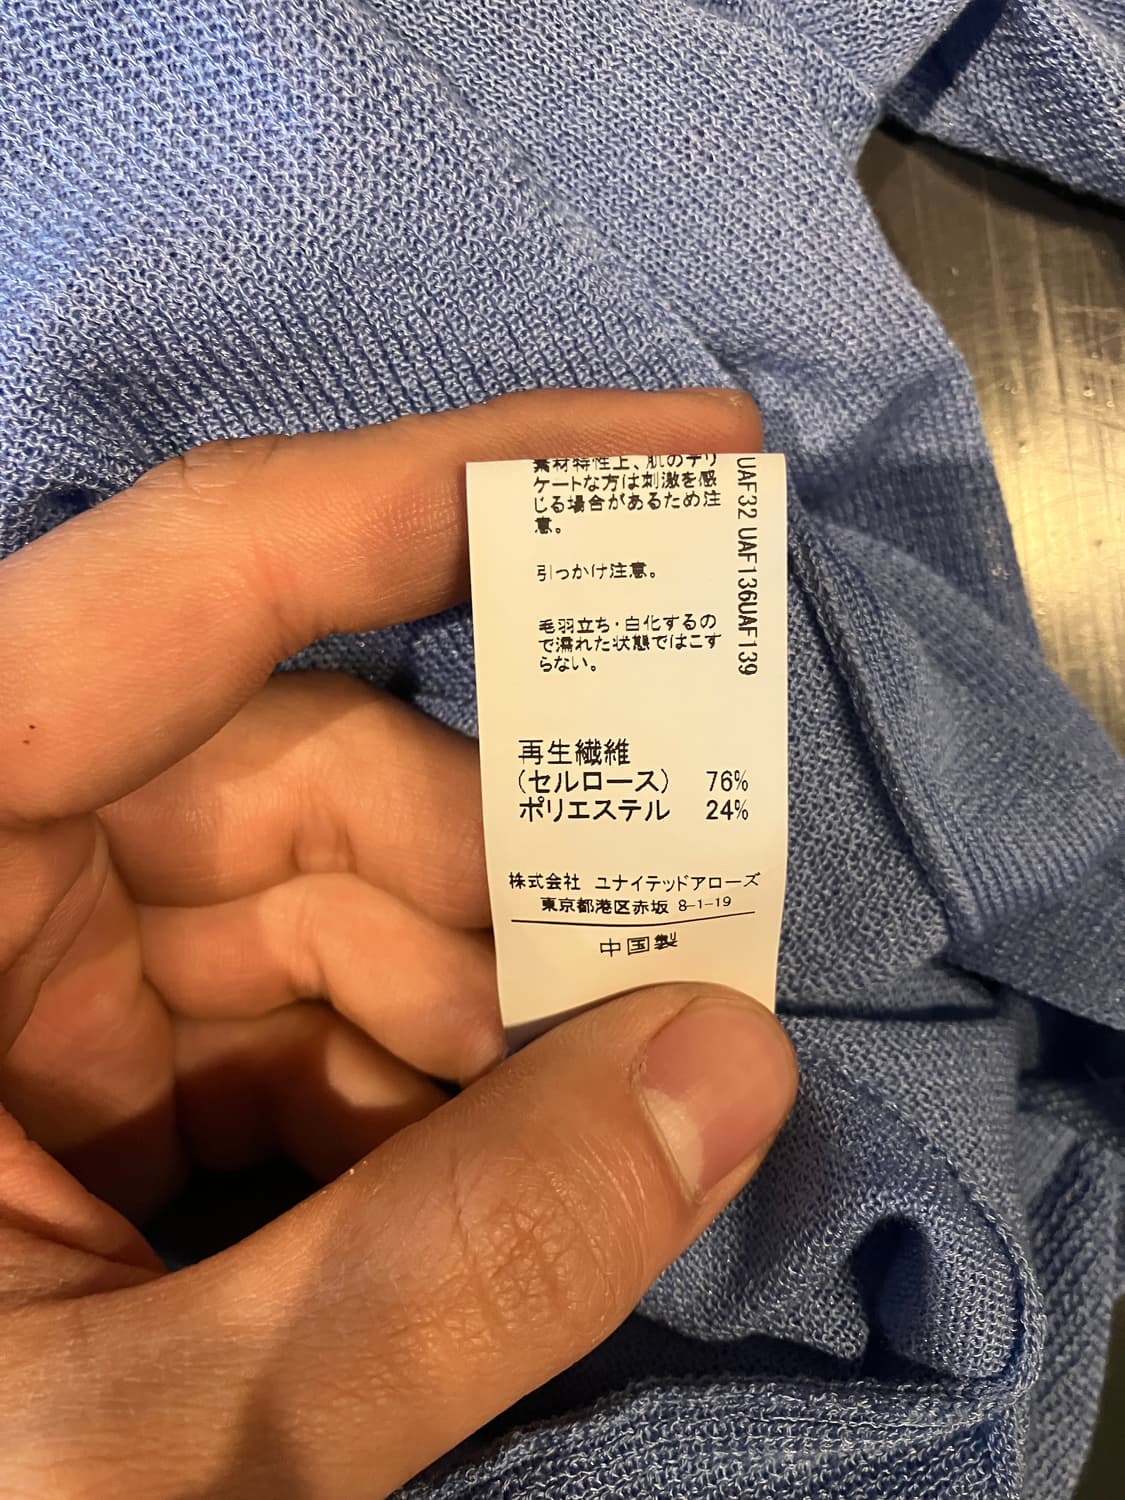 素材特性上、肌のデリ
ケートな方は刺激を感
じる場合があるため注
意。
引っかけ注意。
毛羽立ち・白化するの
で濡れた状態ではこす
らない。
UAF32 UAF136UAF139
再生繊維
(セルロース) 76%
ポリエステル 24%
株式会社 ユナイテッドアローズ
東京都港区赤坂 8-1-19
中国製